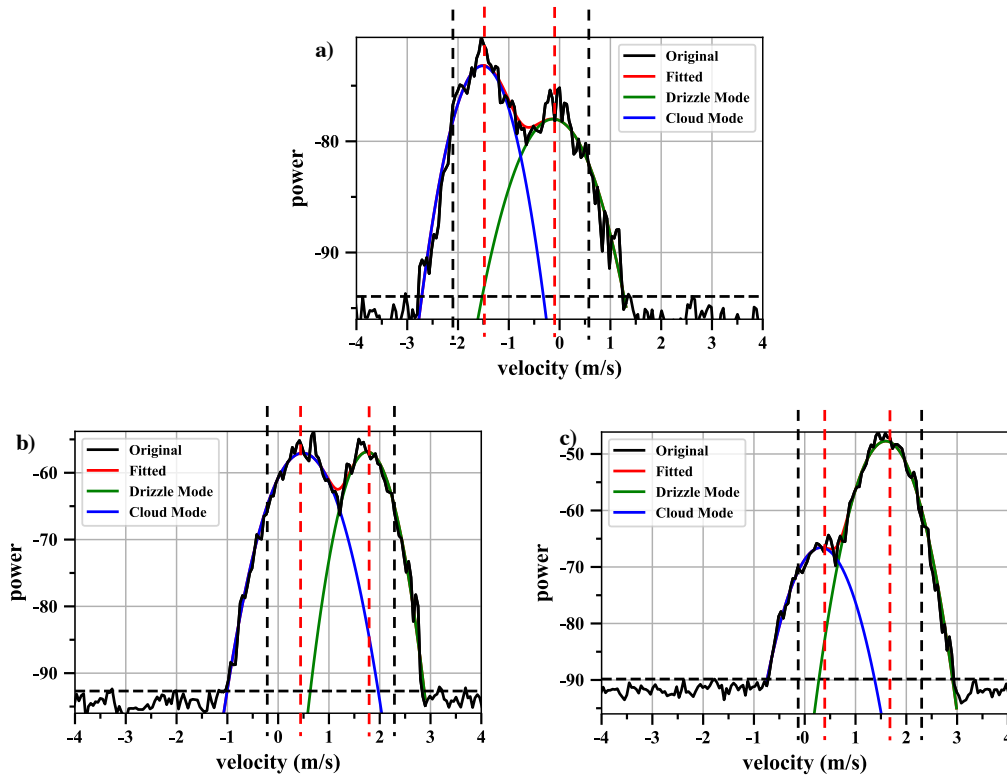 a)
Original
Fitted
Drizzle Mode
Cloud Mode
power
-80
-90
-4 -3 -2 -1 0 1 2 3 4
velocity (m/s)
b)
Original
Fitted
Drizzle Mode
Cloud Mode
power
-60
-70
-80
-90
-4 -3 -2 -1 0 1 2 3 4
velocity (m/s)
c)
Original
Fitted
Drizzle Mode
Cloud Mode
power
-50
-60
-70
-80
-90
-4 -3 -2 -1 0 1 2 3 4
velocity (m/s)